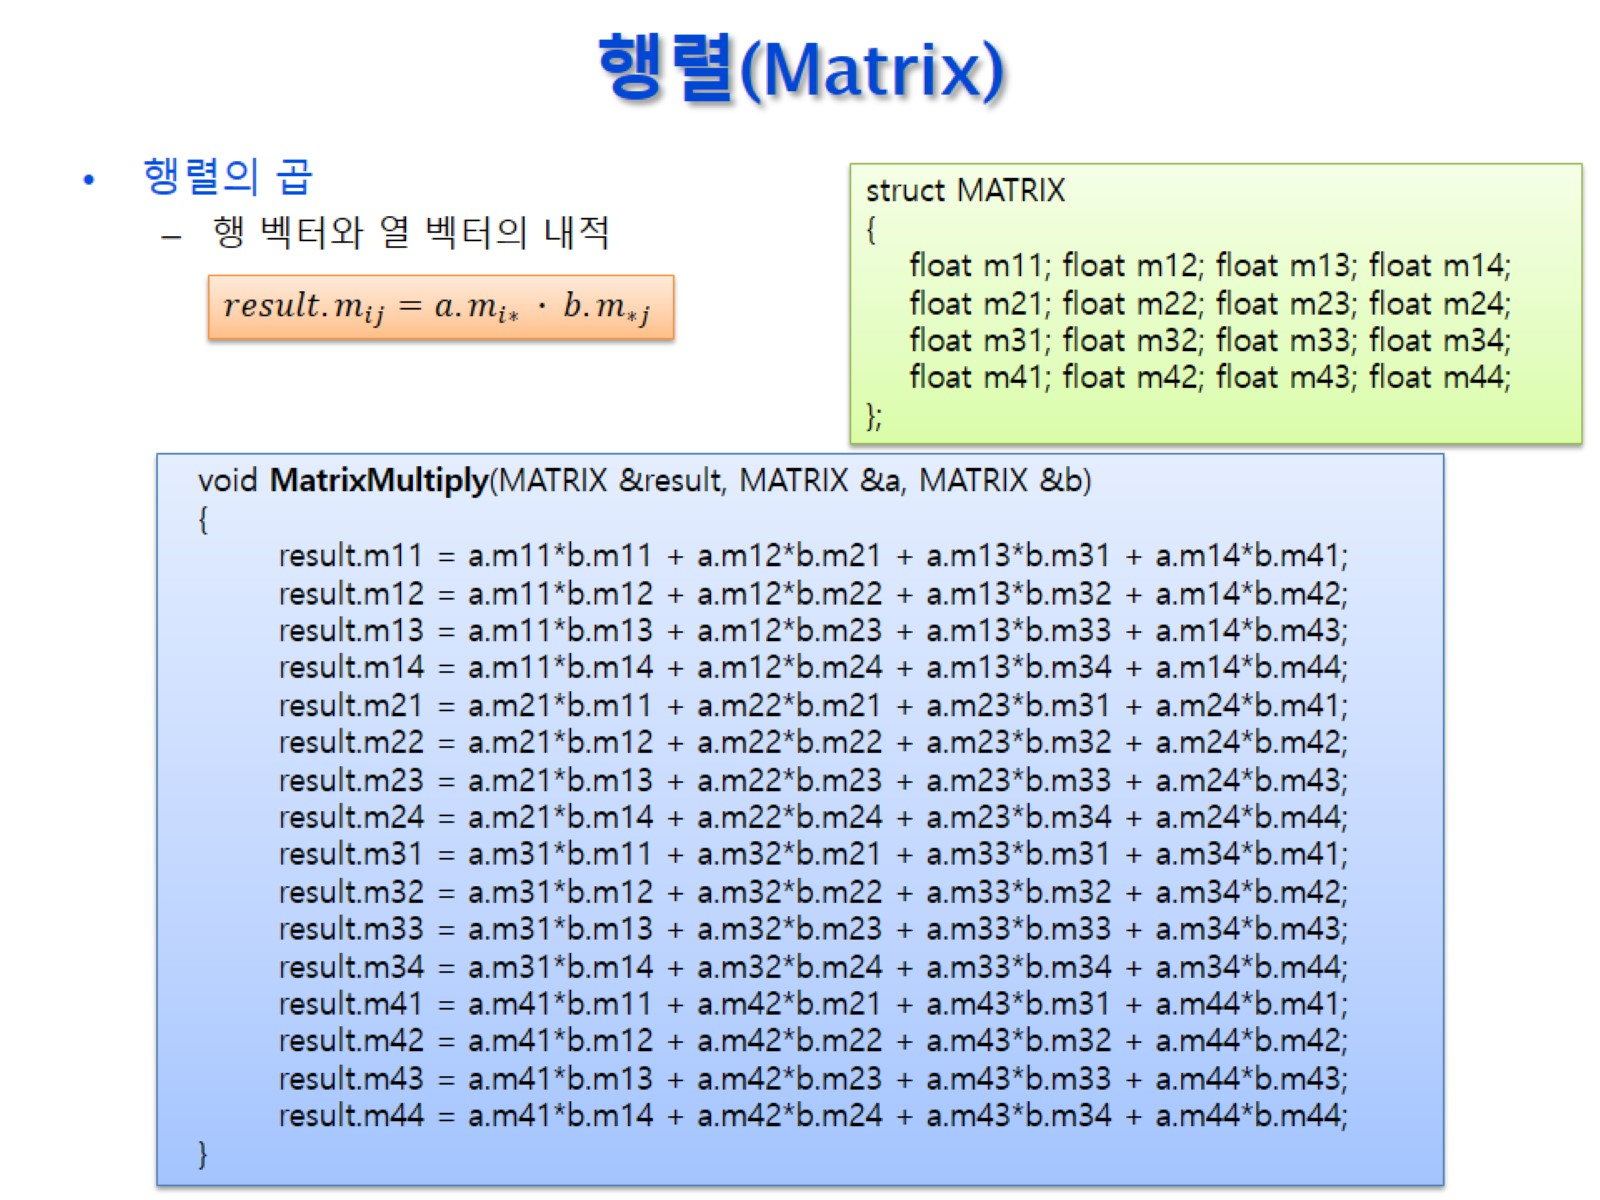 행렬(Matrix)
• 행렬의 곱
– 행 벡터와 열 벡터의 내적
result.m_{ij} = a.m_{i*} · b.m_{*j}
struct MATRIX
{
float m11; float m12; float m13; float m14;
float m21; float m22; float m23; float m24;
float m31; float m32; float m33; float m34;
float m41; float m42; float m43; float m44;
};
void MatrixMultiply(MATRIX &result, MATRIX &a, MATRIX &b)
{
result.m11 = a.m11*b.m11 + a.m12*b.m21 + a.m13*b.m31 + a.m14*b.m41;
result.m12 = a.m11*b.m12 + a.m12*b.m22 + a.m13*b.m32 + a.m14*b.m42;
result.m13 = a.m11*b.m13 + a.m12*b.m23 + a.m13*b.m33 + a.m14*b.m43;
result.m14 = a.m11*b.m14 + a.m12*b.m24 + a.m13*b.m34 + a.m14*b.m44;
result.m21 = a.m21*b.m11 + a.m22*b.m21 + a.m23*b.m31 + a.m24*b.m41;
result.m22 = a.m21*b.m12 + a.m22*b.m22 + a.m23*b.m32 + a.m24*b.m42;
result.m23 = a.m21*b.m13 + a.m22*b.m23 + a.m23*b.m33 + a.m24*b.m43;
result.m24 = a.m21*b.m14 + a.m22*b.m24 + a.m23*b.m34 + a.m24*b.m44;
result.m31 = a.m31*b.m11 + a.m32*b.m21 + a.m33*b.m31 + a.m34*b.m41;
result.m32 = a.m31*b.m12 + a.m32*b.m22 + a.m33*b.m32 + a.m34*b.m42;
result.m33 = a.m31*b.m13 + a.m32*b.m23 + a.m33*b.m33 + a.m34*b.m43;
result.m34 = a.m31*b.m14 + a.m32*b.m24 + a.m33*b.m34 + a.m34*b.m44;
result.m41 = a.m41*b.m11 + a.m42*b.m21 + a.m43*b.m31 + a.m44*b.m41;
result.m42 = a.m41*b.m12 + a.m42*b.m22 + a.m43*b.m32 + a.m44*b.m42;
result.m43 = a.m41*b.m13 + a.m42*b.m23 + a.m43*b.m33 + a.m44*b.m43;
result.m44 = a.m41*b.m14 + a.m42*b.m24 + a.m43*b.m34 + a.m44*b.m44;
}